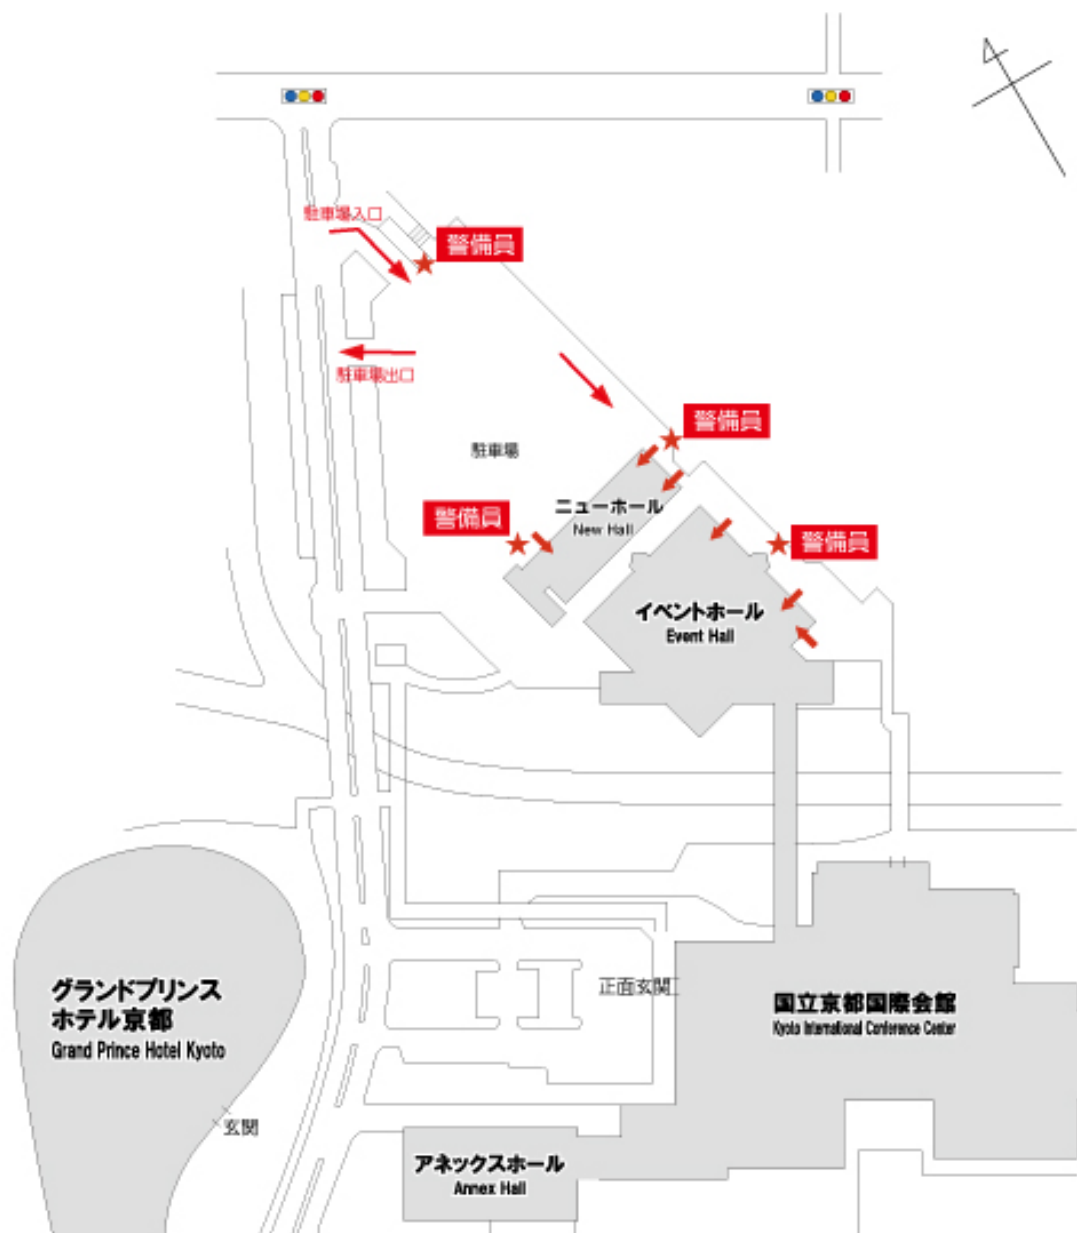 駐車場入口
警備員
駐車場出口
警備員
駐車場
ニューホール
New Hall
警備員
警備員
イベントホール
Event Hall
グランドプリンス
ホテル京都
Grand Prince Hotel Kyoto
正面玄関
国立京都国際会館
Kyoto International Conference Center
玄関
アネックスホール
Annex Hall